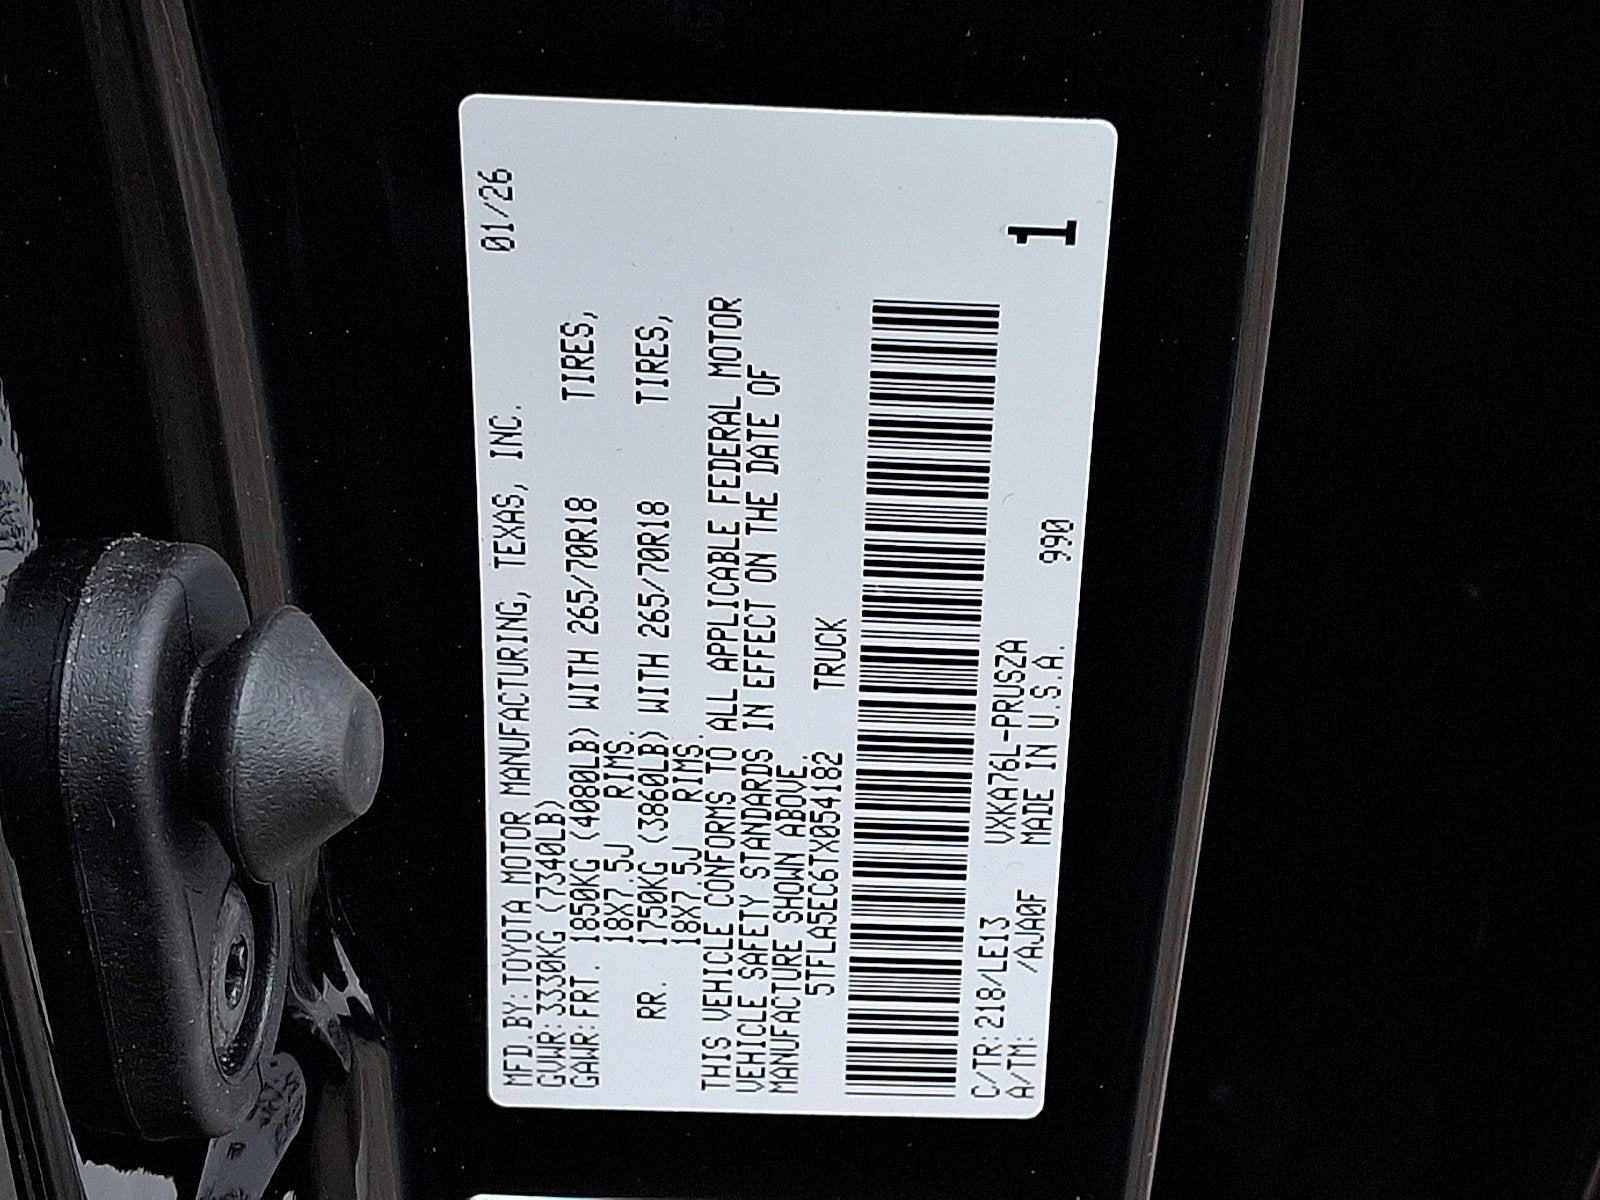 MFD.BY:TOYOTA MOTOR MANUFACTURING, TEXAS, INC. 01/26
GVWR:3330KG (7340LB)
GAWR:FRT. 1850KG (4080LB) WITH 265/70R18 TIRES,
18X7.5J RIMS.
RR. 1750KG (3860LB) WITH 265/70R18 TIRES,
18X7.5J RIMS.
THIS VEHICLE CONFORMS TO ALL APPLICABLE FEDERAL MOTOR
VEHICLE SAFETY STANDARDS IN EFFECT ON THE DATE OF
MANUFACTURE SHOWN ABOVE.
5TFLA5EC6TX054182 TRUCK
C/TR:218/LE13 VXKA76L-PRUSZA
A/TM: /AJA0F MADE IN U.S.A. 990
1